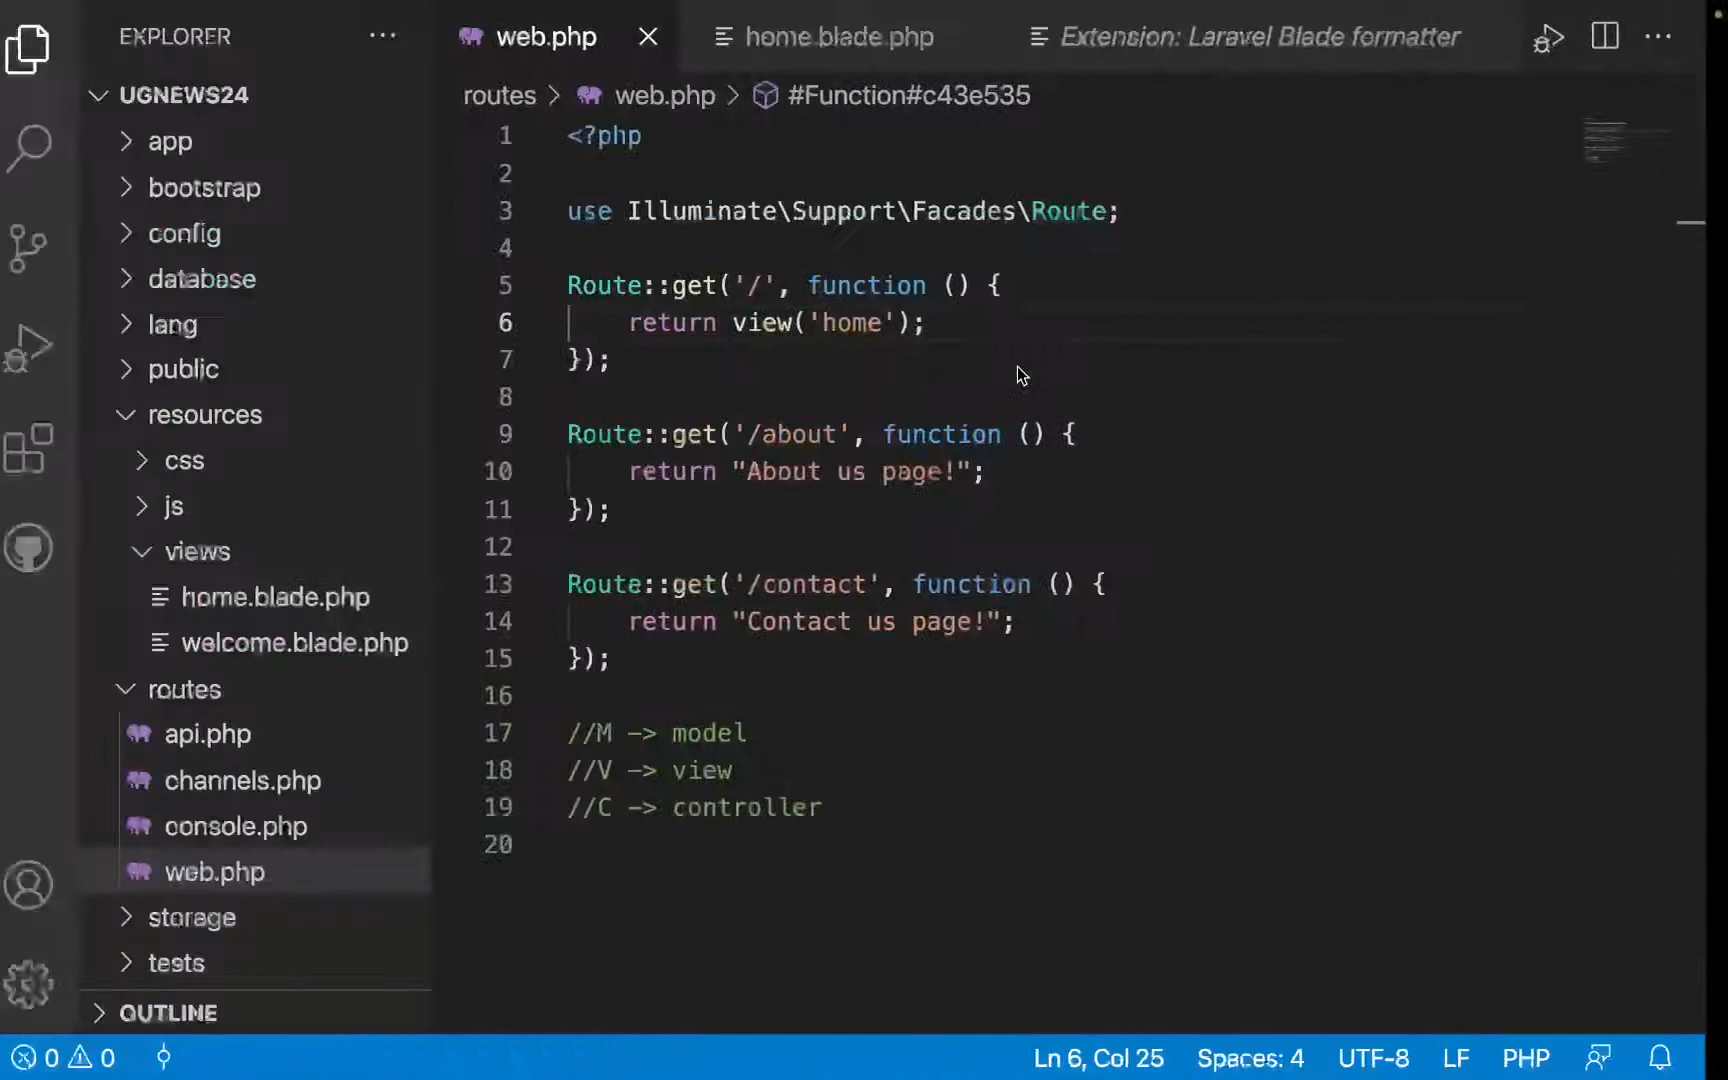 EXPLORER
UGNEWS24
app
bootstrap
config
database
lang
public
resources
css
js
views
home.blade.php
welcome.blade.php
routes
api.php
channels.php
console.php
web.php
storage
tests
OUTLINE
web.php
home.blade.php
Extension: Laravel Blade formatter
routes > web.php > #Function#c43e535
1 <?php
2
3 use Illuminate\Support\Facades\Route;
4
5 Route::get('/', function () {
6 return view('home');
7 });
8
9 Route::get('/about', function () {
10 return "About us page!";
11 });
12
13 Route::get('/contact', function () {
14 return "Contact us page!";
15 });
16
17 //M -> model
18 //V -> view
19 //C -> controller
20
0 0 Ln 6, Col 25 Spaces: 4 UTF-8 LF PHP